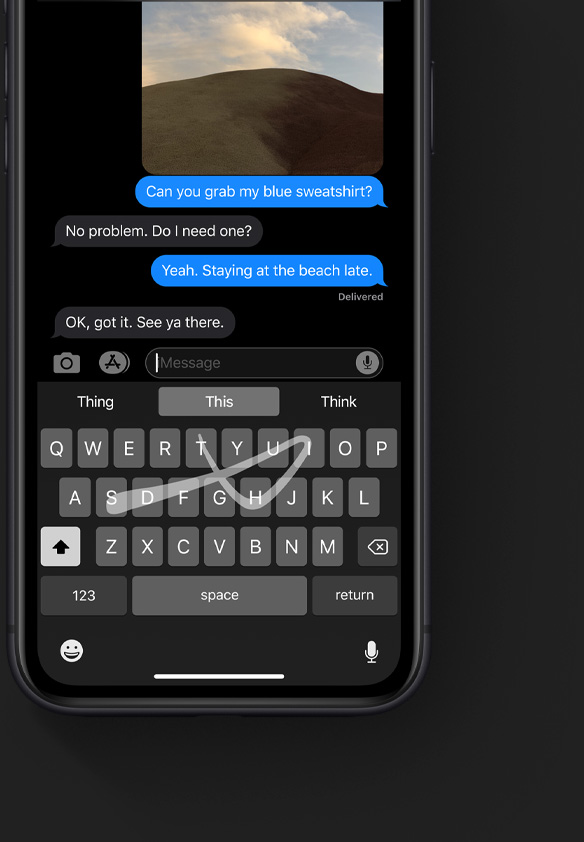 Can you grab my blue sweatshirt?
No problem. Do I need one?
Yeah. Staying at the beach late.
Delivered
OK, got it. See ya there.
iMessage
Thing This Think
Q W E R T Y U I O P
A S D F G H J K L
Z X C V B N M
123 space return